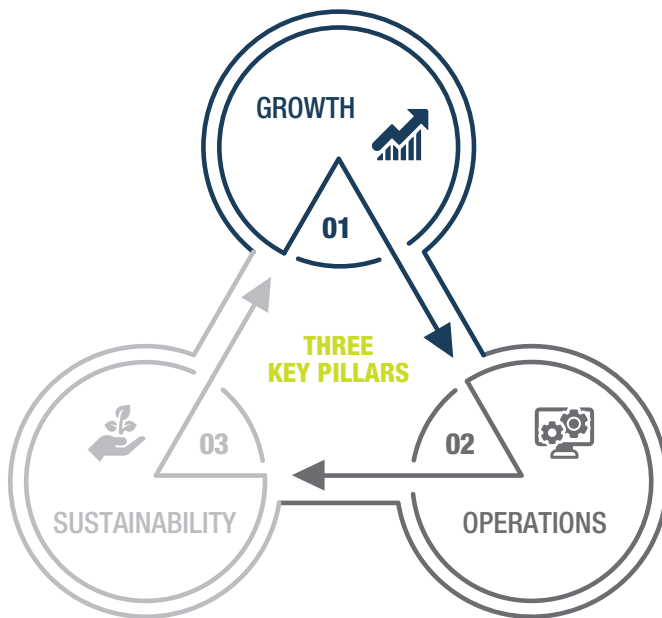 GROWTH
01
THREE
KEY PILLARS
03
02
SUSTAINABILITY
OPERATIONS